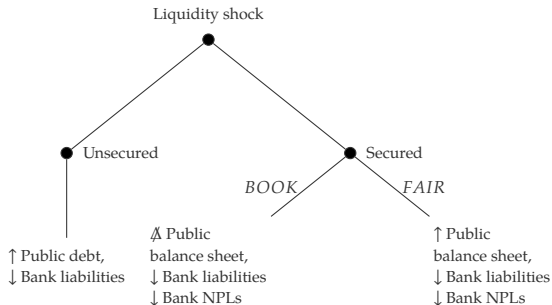 Liquidity shock
Unsecured
Secured
BOOK
FAIR
↑ Public debt,
↓ Bank liabilities
∆̸ Public
balance sheet,
↓ Bank liabilities
↓ Bank NPLs
↑ Public
balance sheet,
↓ Bank liabilities
↓ Bank NPLs